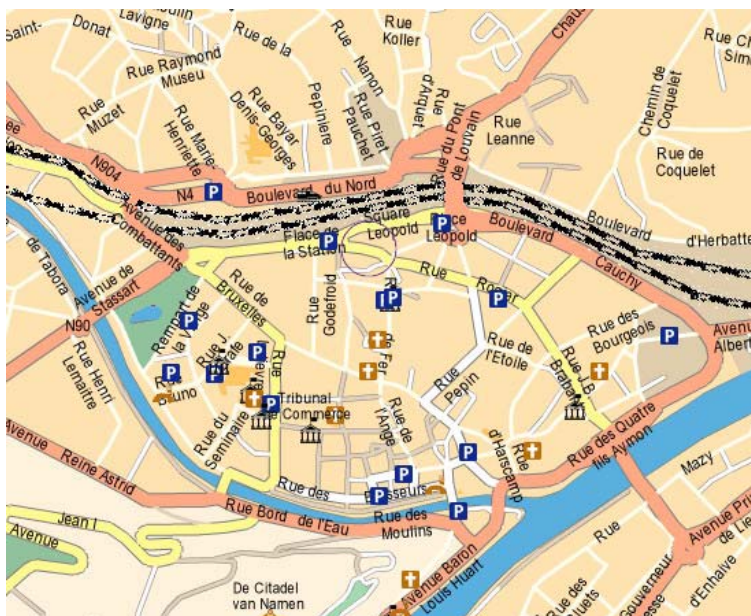 Saint-
Donat
Lavigne
Rue de la
Pepiniere
Rue
Nanon
Rue
Koller
Rue
d'Arquet
Rue Raymond
Museu
Rue
Muzet
Rue Marie-
Henriette
Rue Bayar
Denis-Georges
Rue Piret
Pauchet
Rue du Pont
de Louvain
Rue
Leanne
Chemin de
Coquelet
Rue de
Coquelet
N904
N4
P
Boulevard du Nord
Boulevard
d'Herbatte
Avenue des
Combattants
Place de
la Station
P
Square
Leopold
P
Place
Leopold
Boulevard
Cauchy
de Tabora
Avenue de
Stassart
N90
Rempart de
la Vierge
P
Rue de
Bruxelles
Rue
Godefroid
P
de Fer
Rue
Rogier
P
Rue des
Bourgeois
P
Rue Henri
Lemaitre
Rue J.
P
P
P
Rue
Bruno
Rue
Rue de
l'Etoile
Rue J.B.
Brabant
Avenue
Albert
Rue du
Seminaire
P
Tribunal
de Commerce
Rue de
l'Ange
Rue
Pepin
P
Rue
d'Harscamp
Rue des Quatre
fils Aymon
Avenue
Reine Astrid
Rue des
Brasseurs
P
P
P
Rue Bord de l'Eau
Rue des
Moulins
Jean I
Avenue
De Citadel
van Namen
Avenue Baron
Louis Huart
Mazy
Rue
Rue des
d'Enhaive